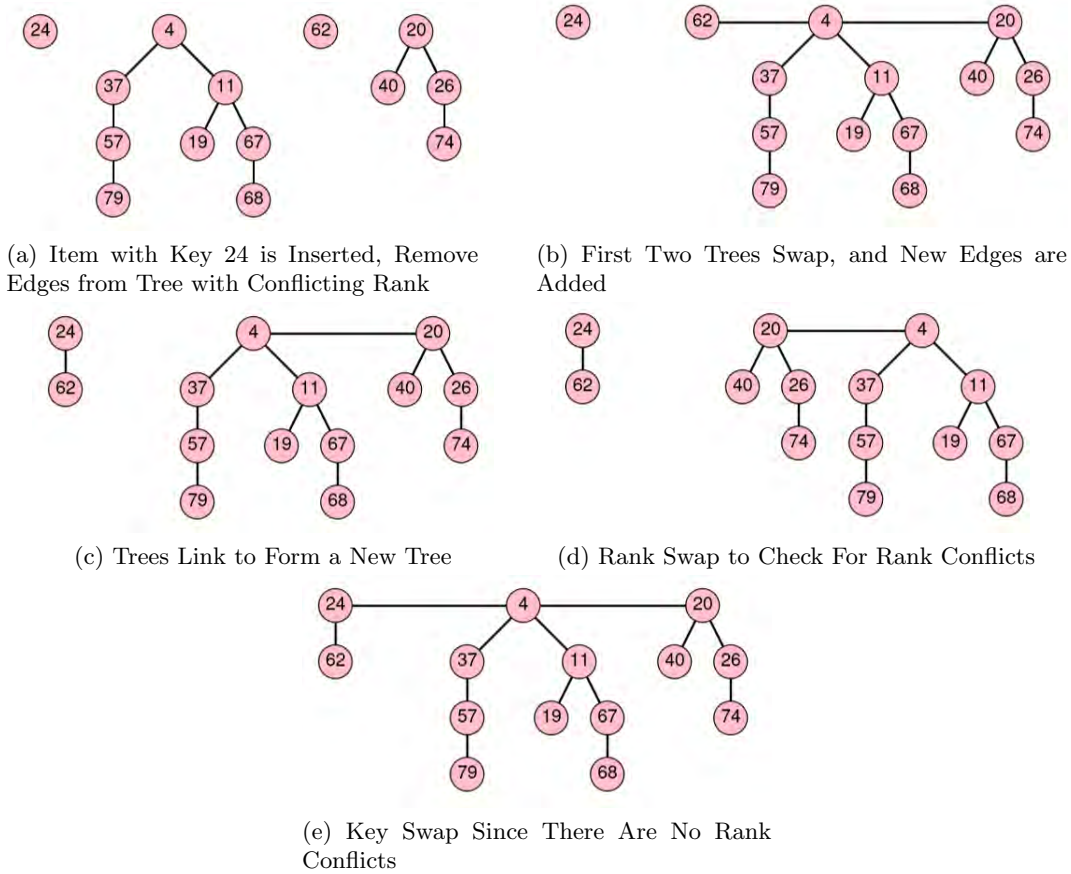 24 4 62 20
37 11 40 26
57 19 67 74
79 68
(a) Item with Key 24 is Inserted, Remove
Edges from Tree with Conflicting Rank
24 62 4 20
37 11 40 26
57 19 67 74
79 68
(b) First Two Trees Swap, and New Edges are
Added
24 4 20
62 37 11 40 26
57 19 67 74
79 68
(c) Trees Link to Form a New Tree
24 20 4
62 40 26 37 11
74 57 19 67
79 68
(d) Rank Swap to Check For Rank Conflicts
24 4 20
62 37 11 40 26
57 19 67 74
79 68
(e) Key Swap Since There Are No Rank
Conflicts